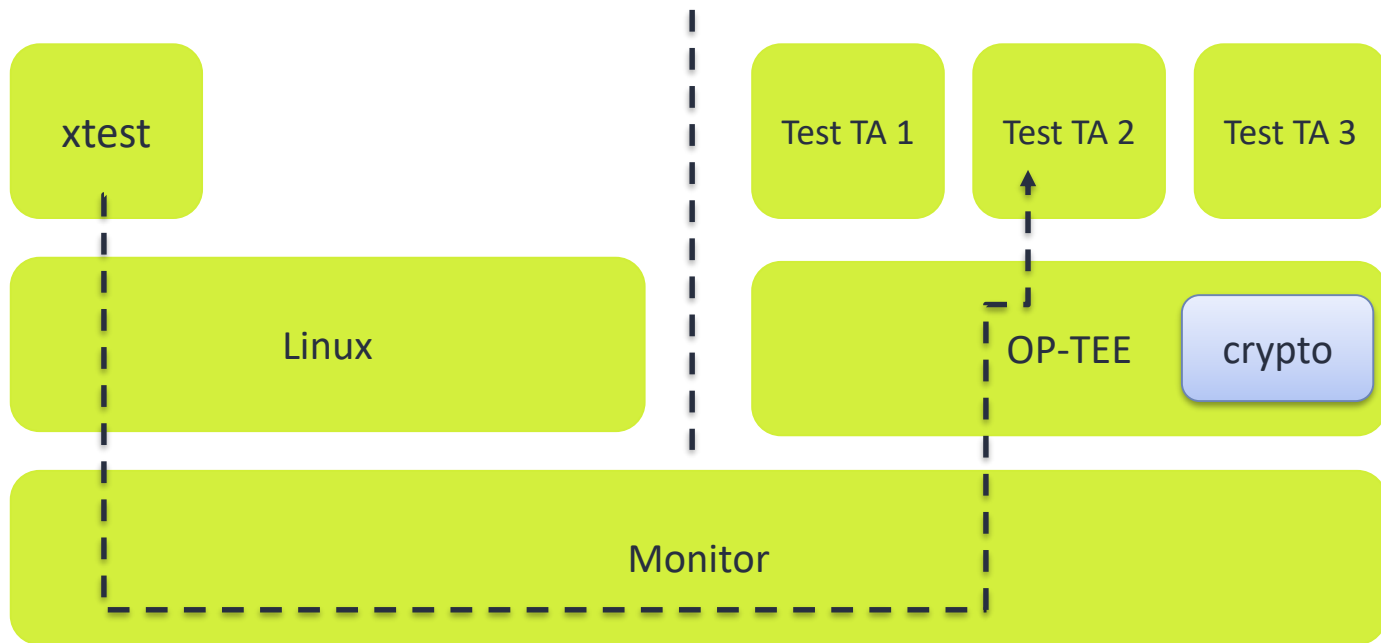 xtest
Test TA 1
Test TA 2
Test TA 3
Linux
OP-TEE
crypto
Monitor